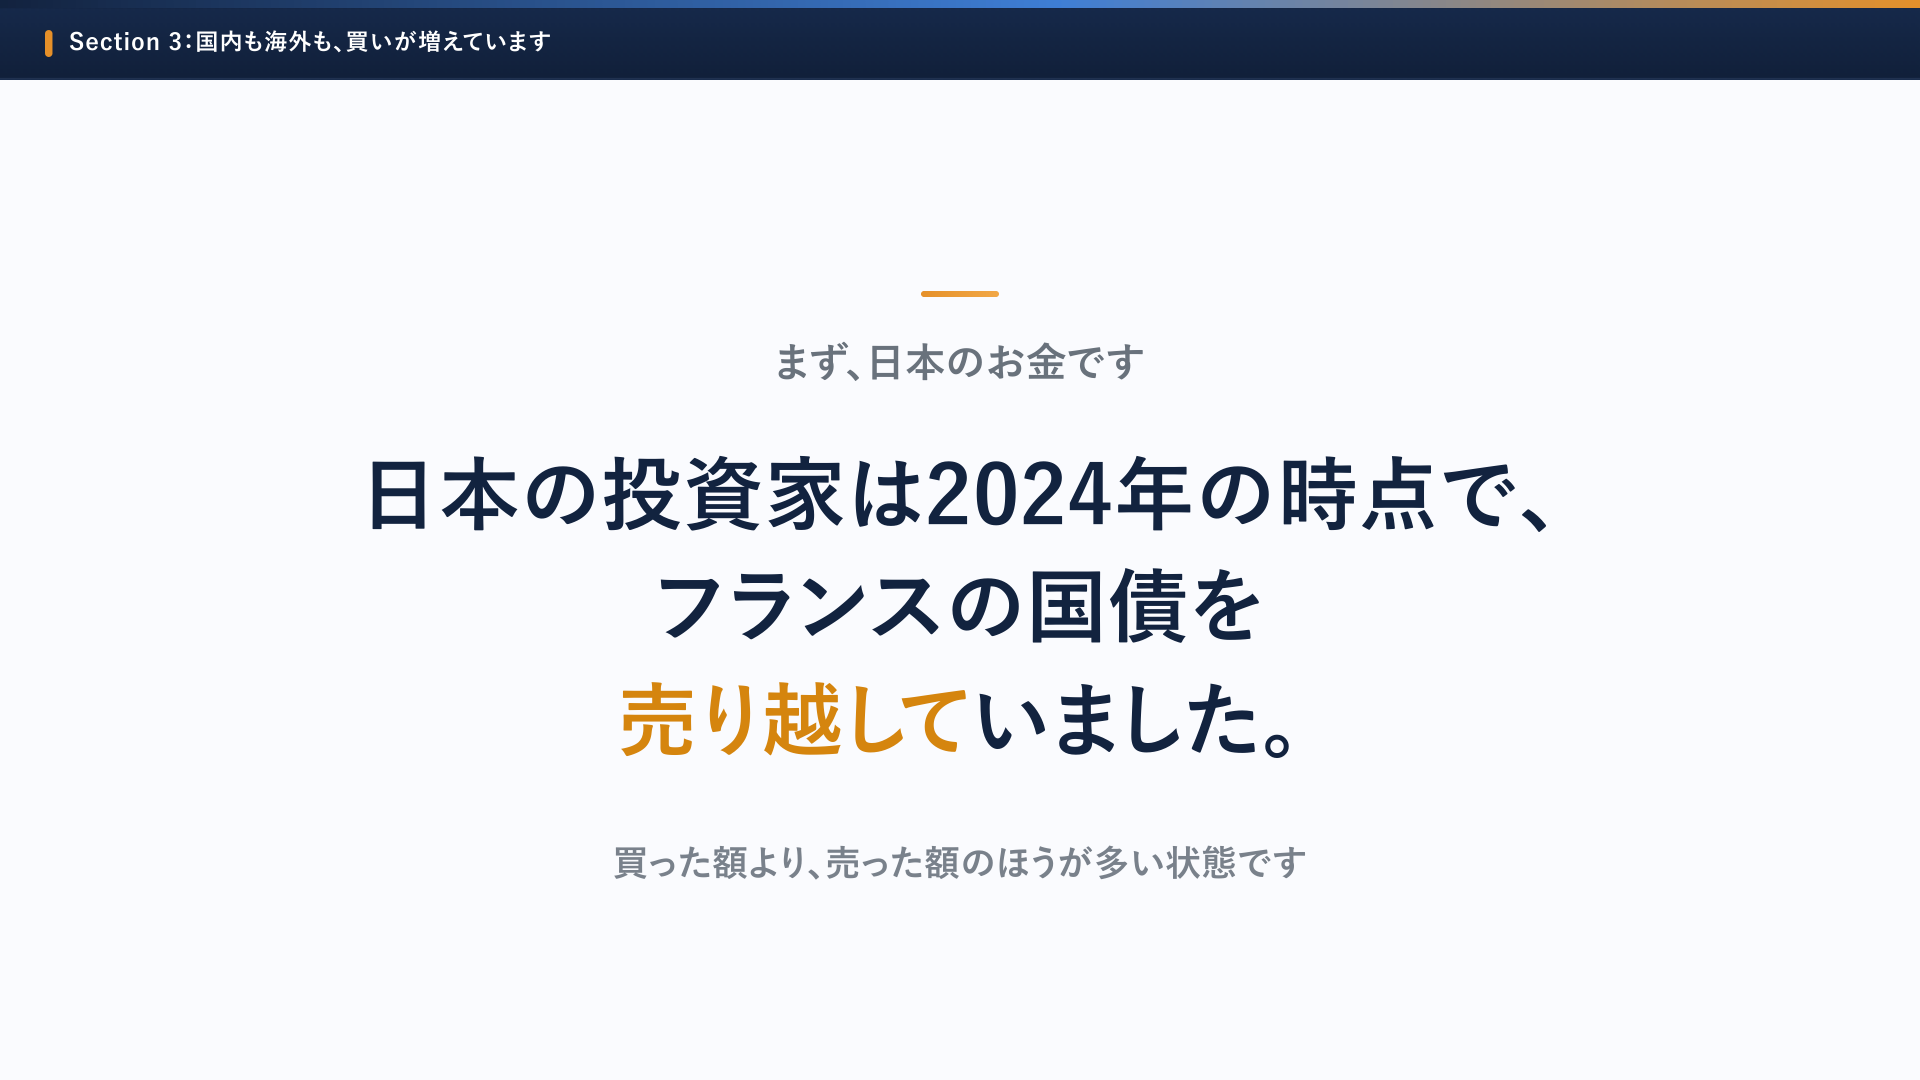 Section 3：国内も海外も、買いが増えています
まず、日本のお金です
日本の投資家は2024年の時点で、
フランスの国債を
売り越していました。
買った額より、売った額のほうが多い状態です